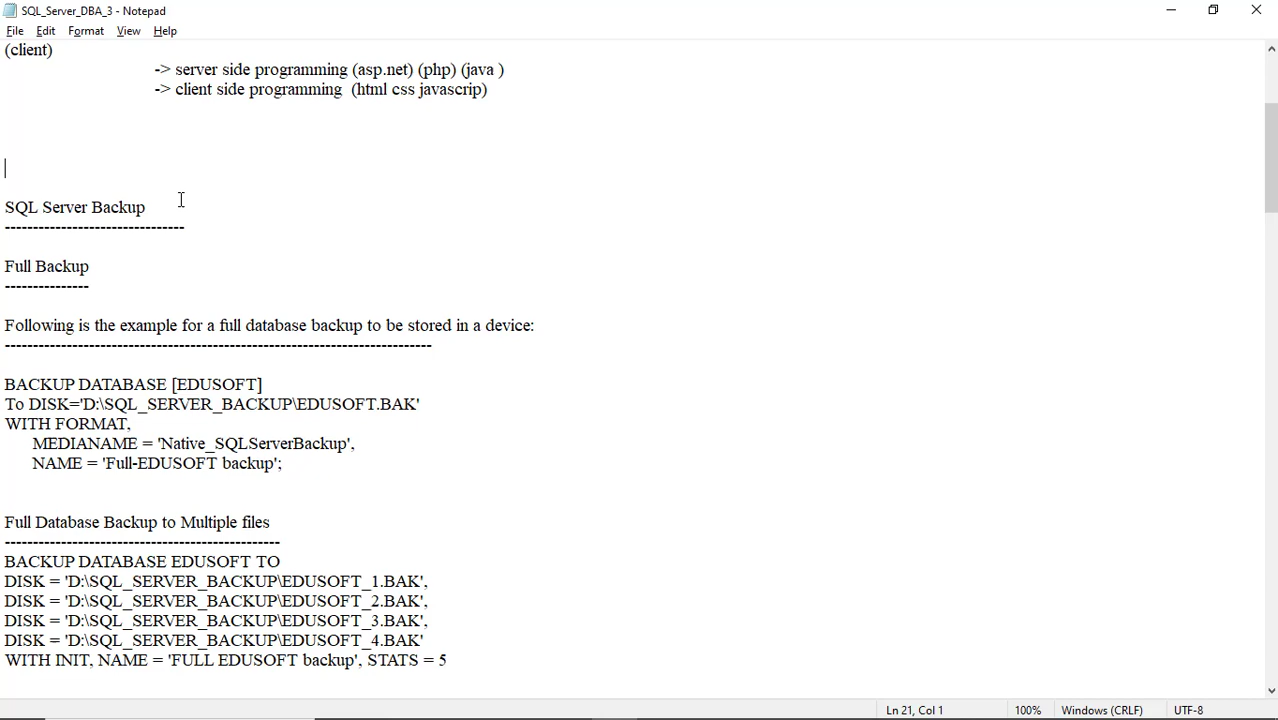 SQL_Server_DBA_3 - Notepad
File Edit Format View Help
(client)
-> server side programming (asp.net) (php) (java )
-> client side programming  (html css javascrip)
SQL Server Backup
--------------------------------
Full Backup
---------------
Following is the example for a full database backup to be stored in a device:
----------------------------------------------------------------------------
BACKUP DATABASE [EDUSOFT]
To DISK='D:\SQL_SERVER_BACKUP\EDUSOFT.BAK'
WITH FORMAT,
MEDIANAME = 'Native_SQLServerBackup',
NAME = 'Full-EDUSOFT backup';
Full Database Backup to Multiple files
-------------------------------------------------
BACKUP DATABASE EDUSOFT TO
DISK = 'D:\SQL_SERVER_BACKUP\EDUSOFT_1.BAK',
DISK = 'D:\SQL_SERVER_BACKUP\EDUSOFT_2.BAK',
DISK = 'D:\SQL_SERVER_BACKUP\EDUSOFT_3.BAK',
DISK = 'D:\SQL_SERVER_BACKUP\EDUSOFT_4.BAK'
WITH INIT, NAME = 'FULL EDUSOFT backup', STATS = 5
Ln 21, Col 1 100% Windows (CRLF) UTF-8